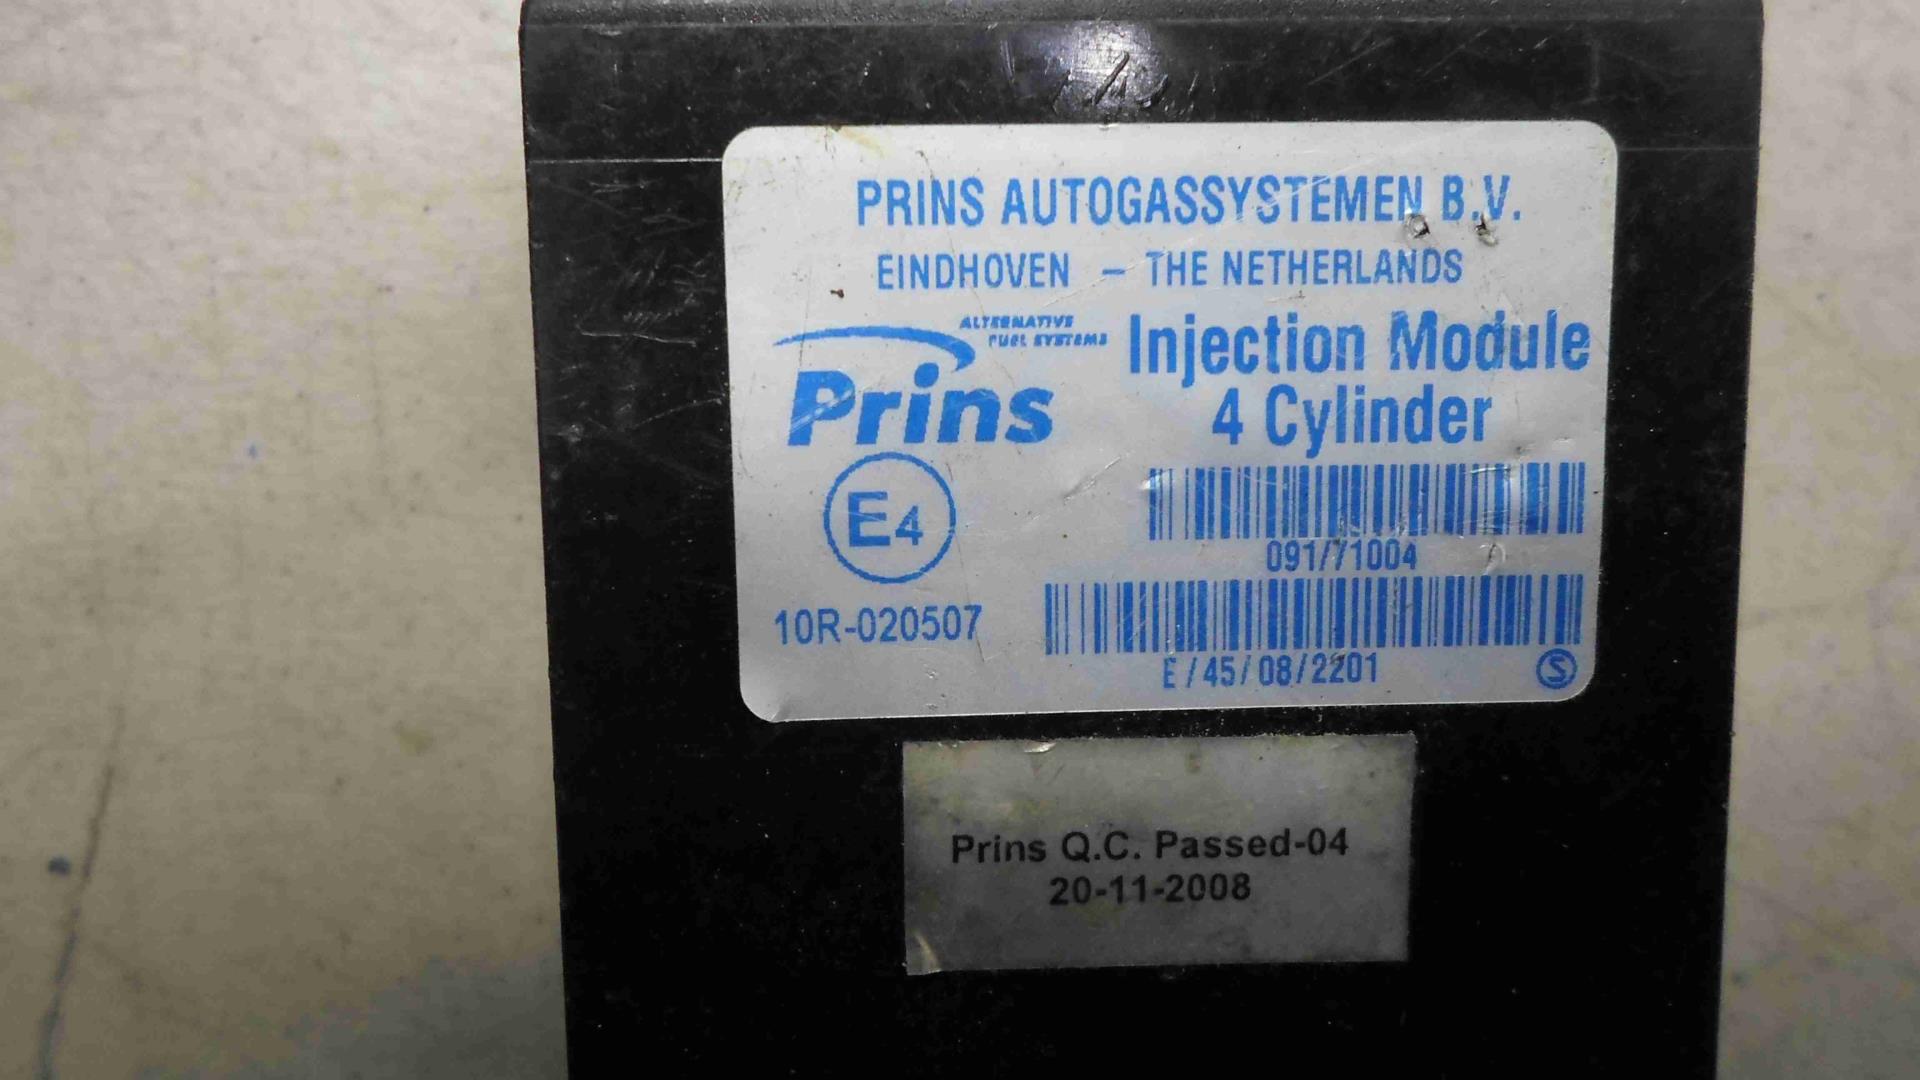 PRINS AUTOGASSYSTEMEN B.V.
EINDHOVEN – THE NETHERLANDS
ALTERNATIVE
FUEL SYSTEMS
Prins
Injection Module
4 Cylinder
E4
091/71004
10R-020507
E/45/08/2201
S
Prins Q.C. Passed-04
20-11-2008